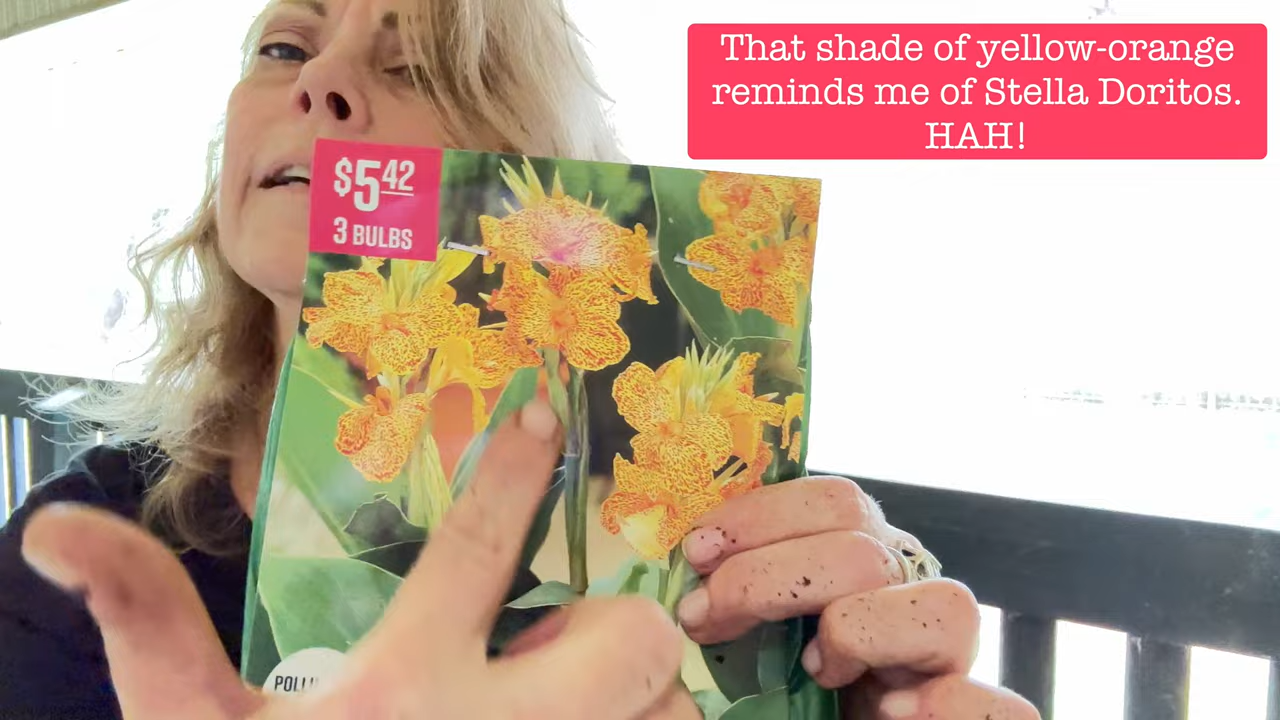 That shade of yellow-orange
reminds me of Stella Doritos.
HAH!
$5.42
3 BULBS